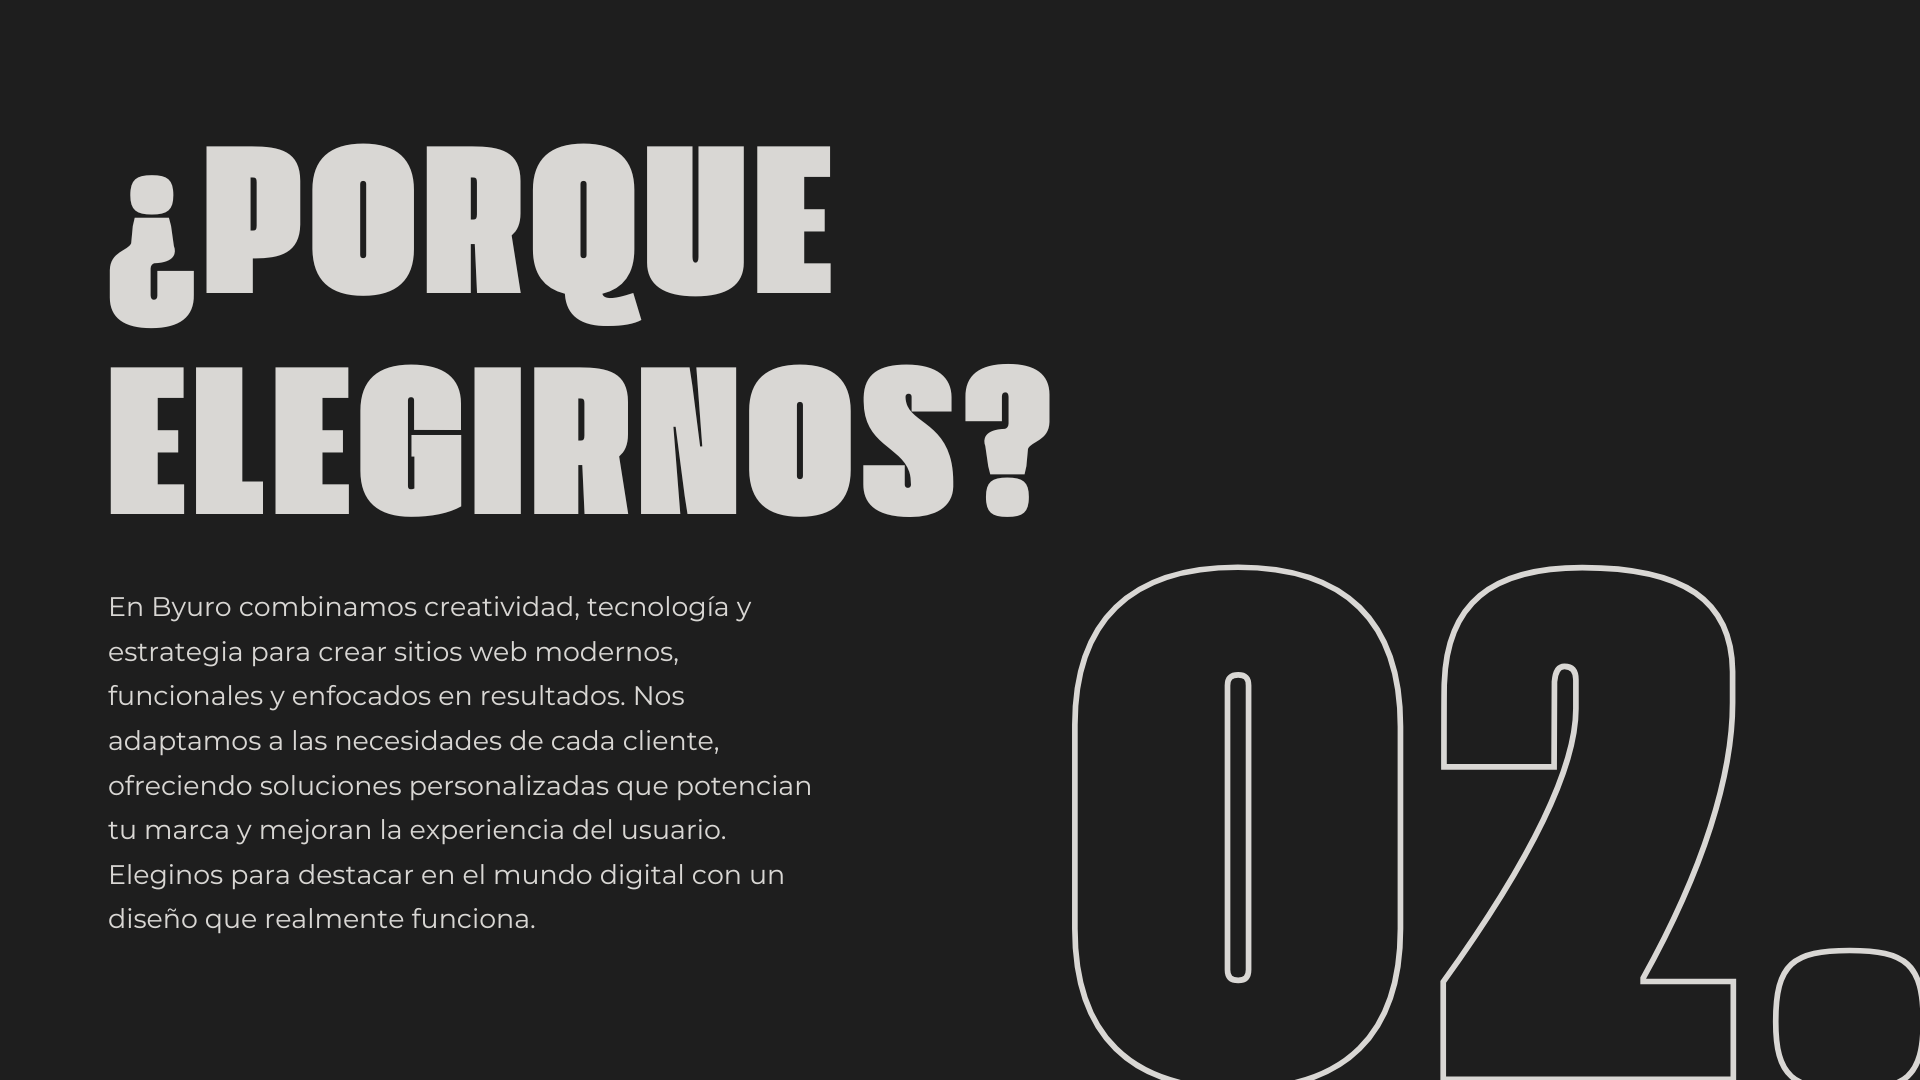 ¿PORQUE
ELEGIRNOS?
En Byuro combinamos creatividad, tecnología y
estrategia para crear sitios web modernos,
funcionales y enfocados en resultados. Nos
adaptamos a las necesidades de cada cliente,
ofreciendo soluciones personalizadas que potencian
tu marca y mejoran la experiencia del usuario.
Eleginos para destacar en el mundo digital con un
diseño que realmente funciona.
02.